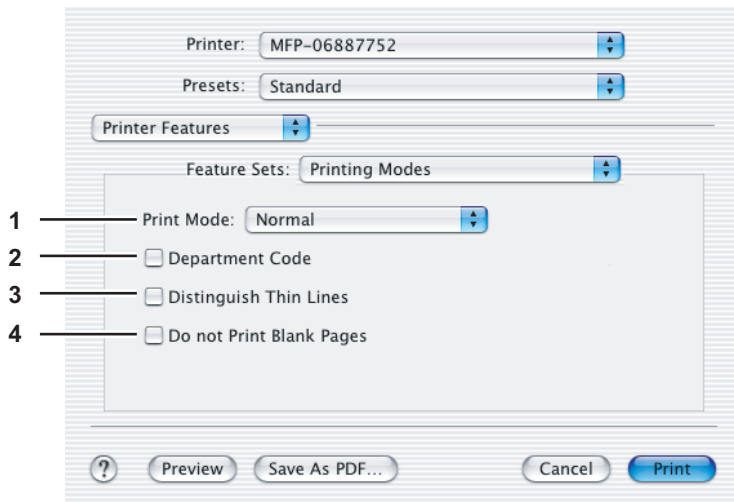 Printer: MFP-06887752
Presets: Standard
Printer Features
Feature Sets: Printing Modes
1 Print Mode: Normal
2 Department Code
3 Distinguish Thin Lines
4 Do not Print Blank Pages
? Preview Save As PDF... Cancel Print